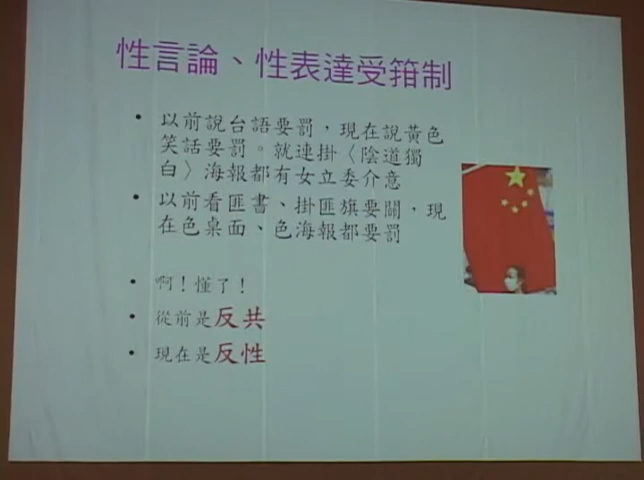 性言論、性表達受箝制
• 以前說台語要罰，現在說黃色
笑話要罰。就連掛〈陰道獨
白〉海報都有女立委介意
• 以前看匪書、掛匪旗要關，現
在色桌面、色海報都要罰
• 啊！懂了！
• 從前是反共
• 現在是反性